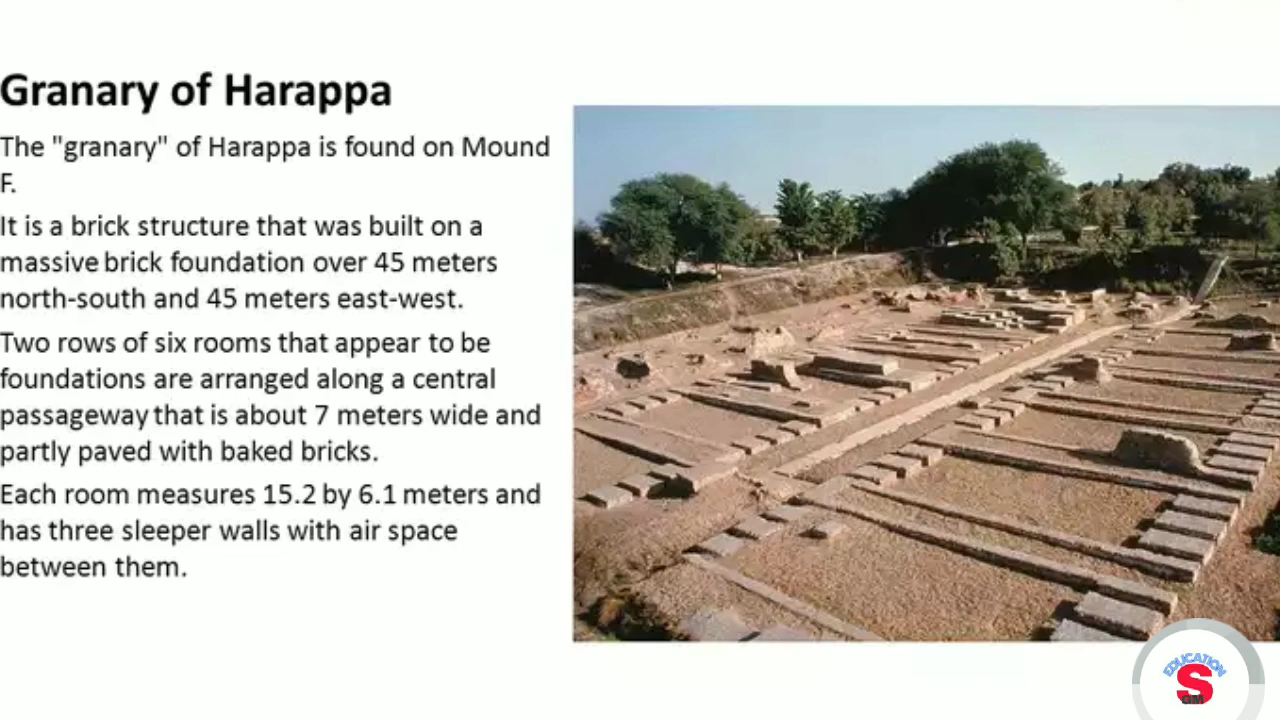 Granary of Harappa
The "granary" of Harappa is found on Mound
F.
It is a brick structure that was built on a
massive brick foundation over 45 meters
north-south and 45 meters east-west.
Two rows of six rooms that appear to be
foundations are arranged along a central
passageway that is about 7 meters wide and
partly paved with baked bricks.
Each room measures 15.2 by 6.1 meters and
has three sleeper walls with air space
between them.
EDUCATION
S
GM